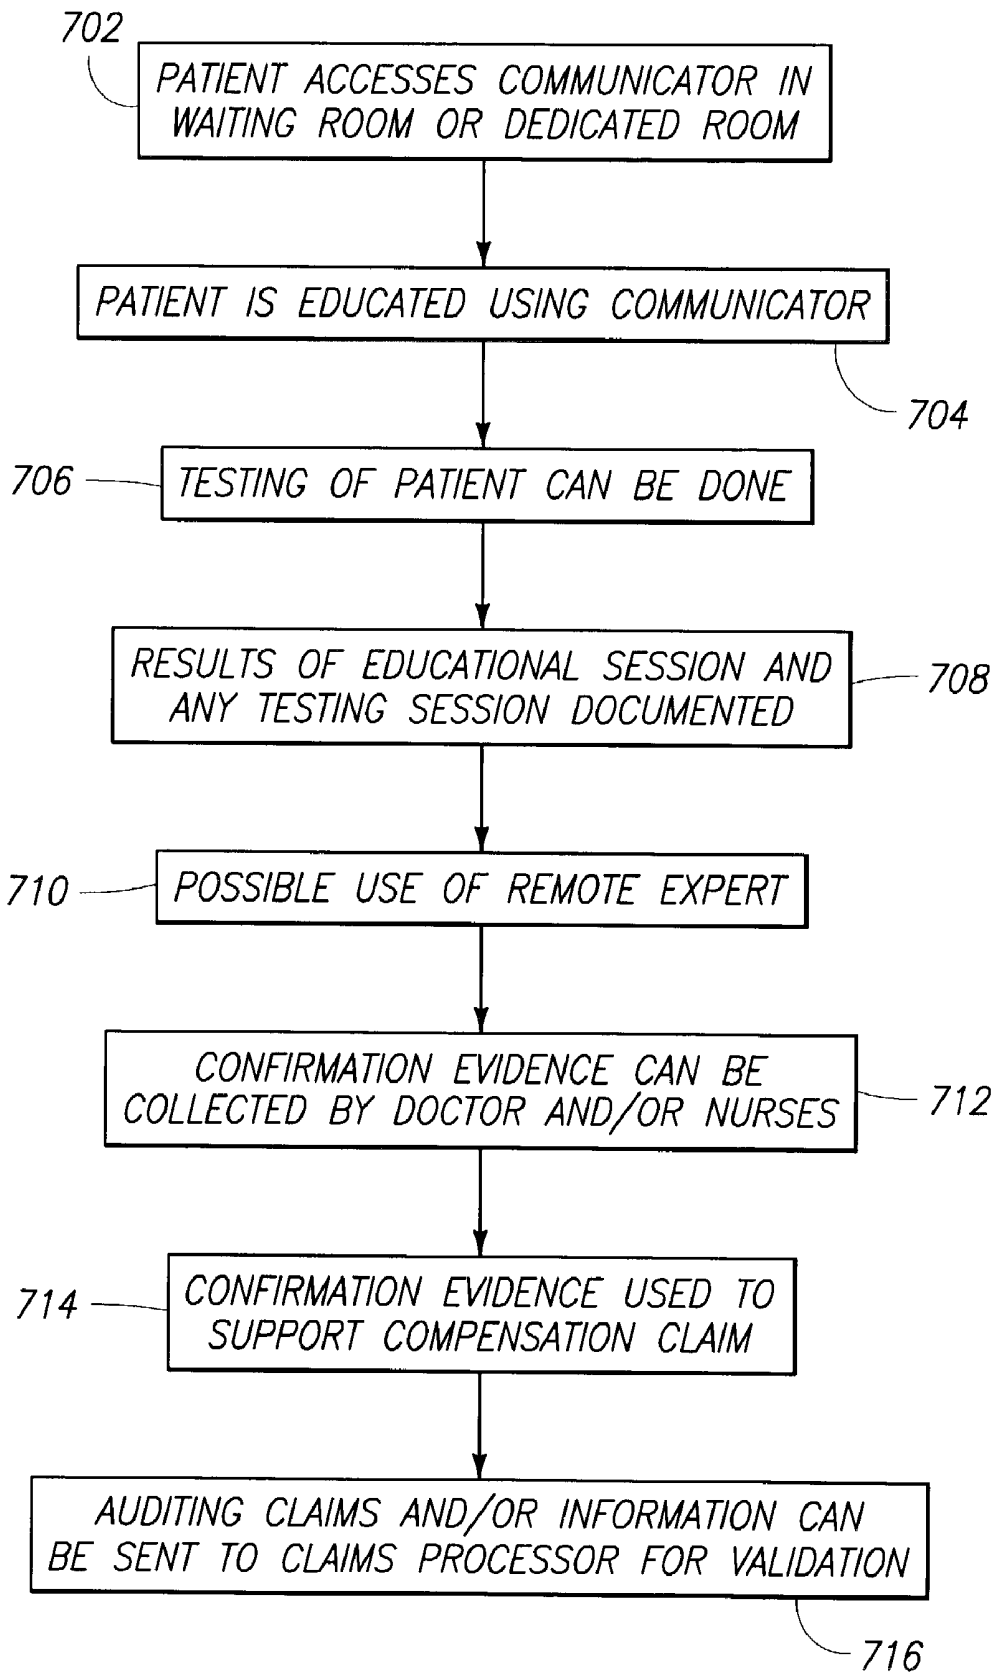 702
PATIENT ACCESSES COMMUNICATOR IN
WAITING ROOM OR DEDICATED ROOM
PATIENT IS EDUCATED USING COMMUNICATOR
704
706
TESTING OF PATIENT CAN BE DONE
RESULTS OF EDUCATIONAL SESSION AND
ANY TESTING SESSION DOCUMENTED
708
710
POSSIBLE USE OF REMOTE EXPERT
CONFIRMATION EVIDENCE CAN BE
COLLECTED BY DOCTOR AND/OR NURSES
712
714
CONFIRMATION EVIDENCE USED TO
SUPPORT COMPENSATION CLAIM
AUDITING CLAIMS AND/OR INFORMATION CAN
BE SENT TO CLAIMS PROCESSOR FOR VALIDATION
716